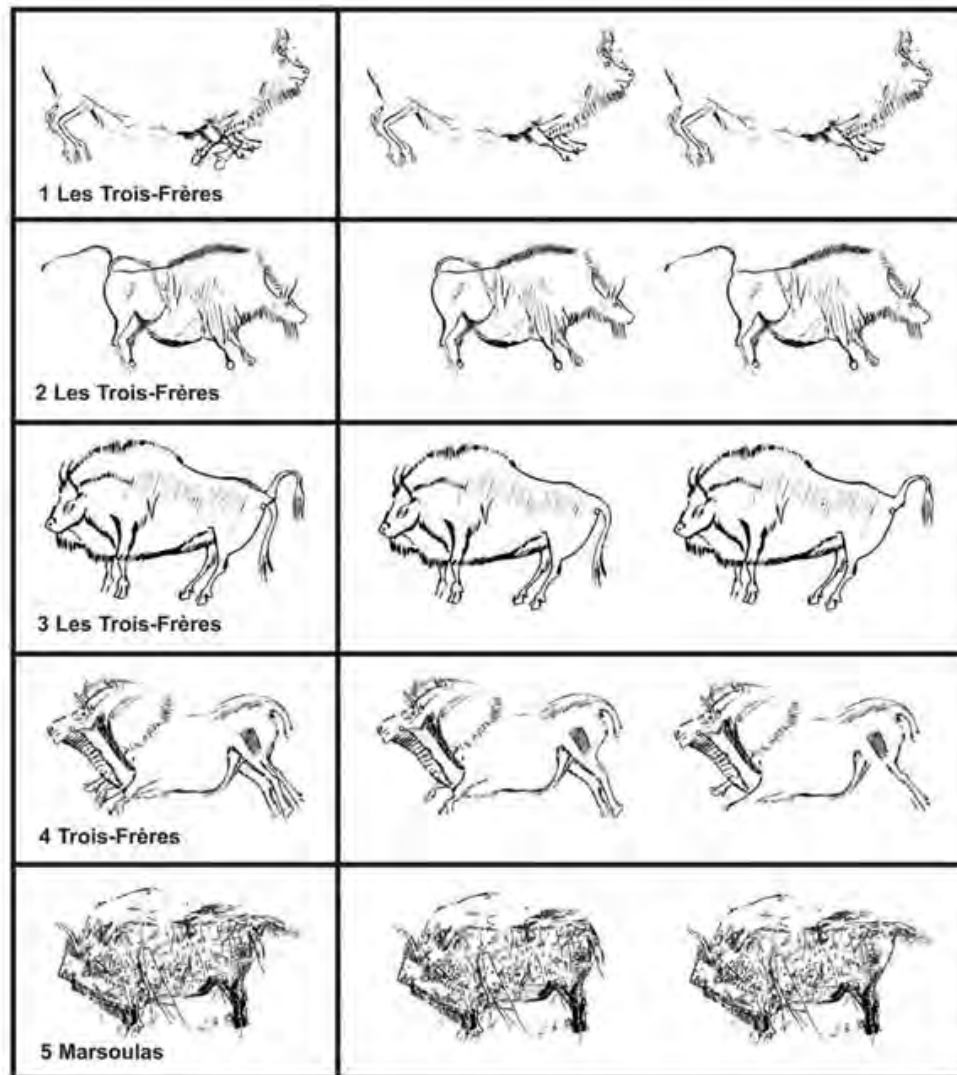 1 Les Trois-Frères
2 Les Trois-Frères
3 Les Trois-Frères
4 Trois-Frères
5 Marsoulas